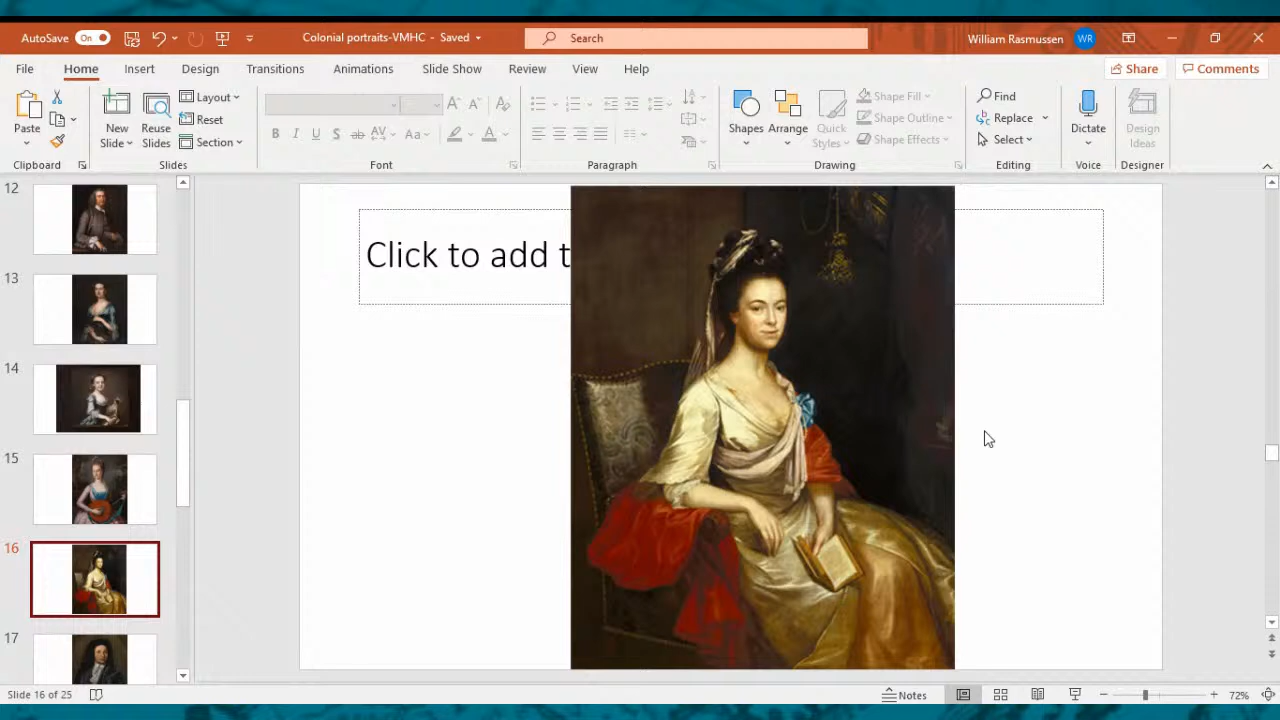 AutoSave On Colonial portraits-VMHC - Saved Search William Rasmussen WR
File Home Insert Design Transitions Animations Slide Show Review View Help Share Comments
Paste New Slide Reuse Slides Layout Reset Section
B I U S ab AV Aa A
Shapes Arrange Quick Styles Shape Fill Shape Outline Shape Effects
Find Replace Select
Dictate Design Ideas
Clipboard Slides Font Paragraph Drawing Editing Voice Designer
12
13
14
15
16
17
Click to add t
Slide 16 of 25 Notes 72%